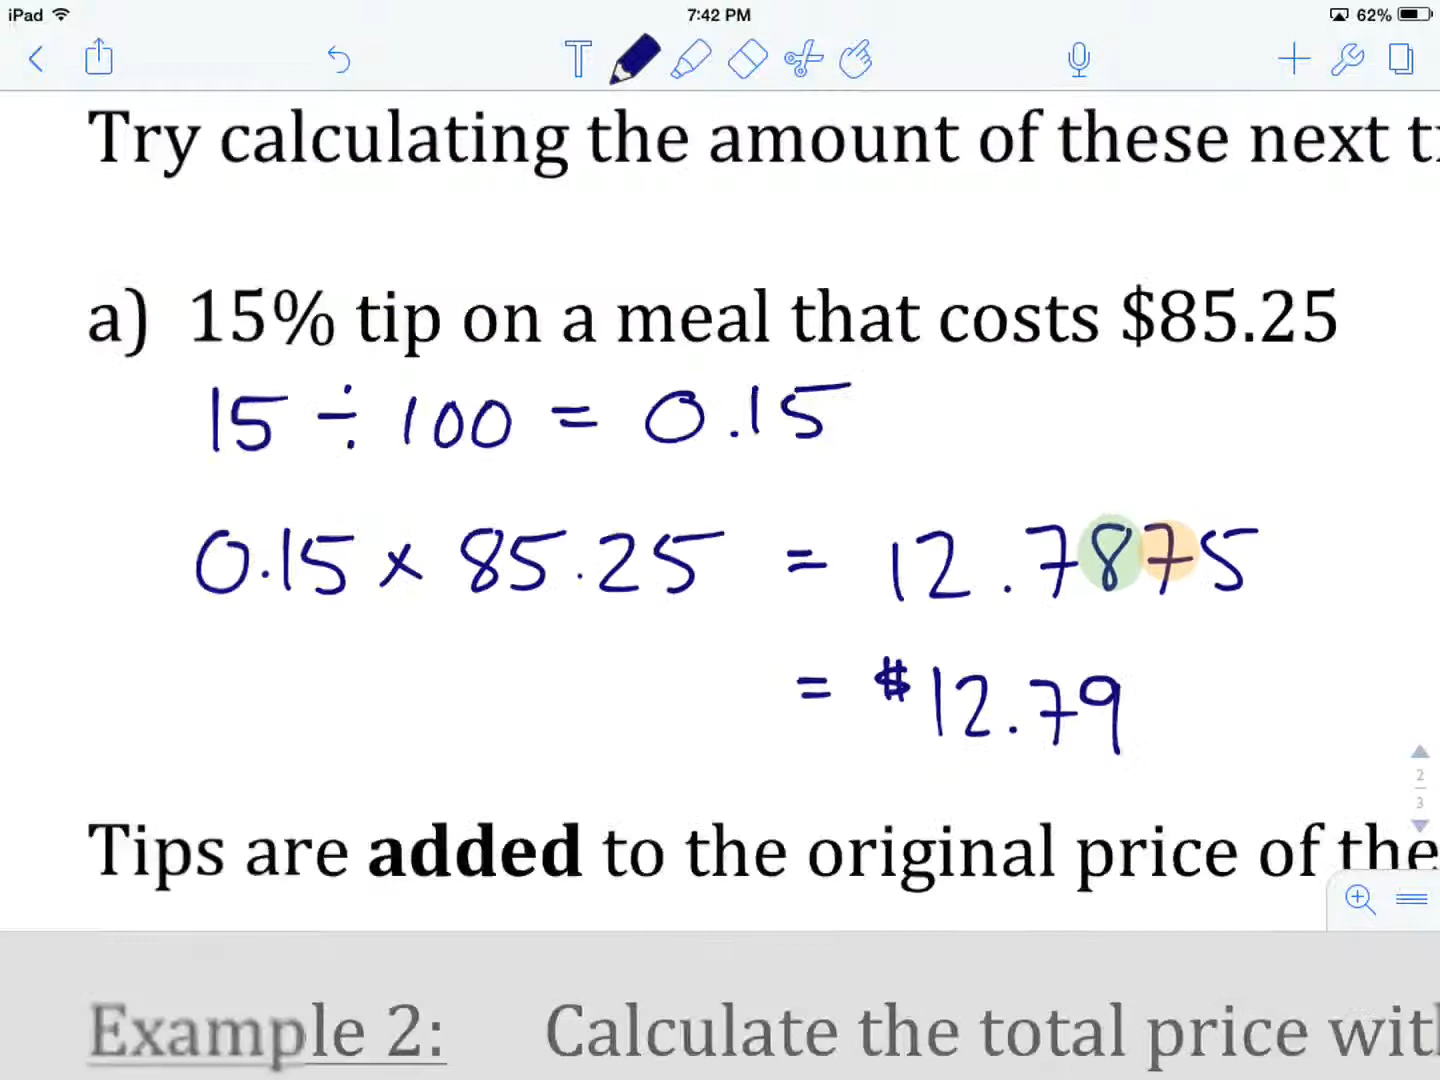 iPad 7:42 PM 62%
T
Try calculating the amount of these next
a) 15% tip on a meal that costs $85.25
15 ÷ 100 = 0.15
0.15 × 85.25 = 12.7875
= $12.79
2
3
Tips are added to the original price of the
Example 2: Calculate the total price